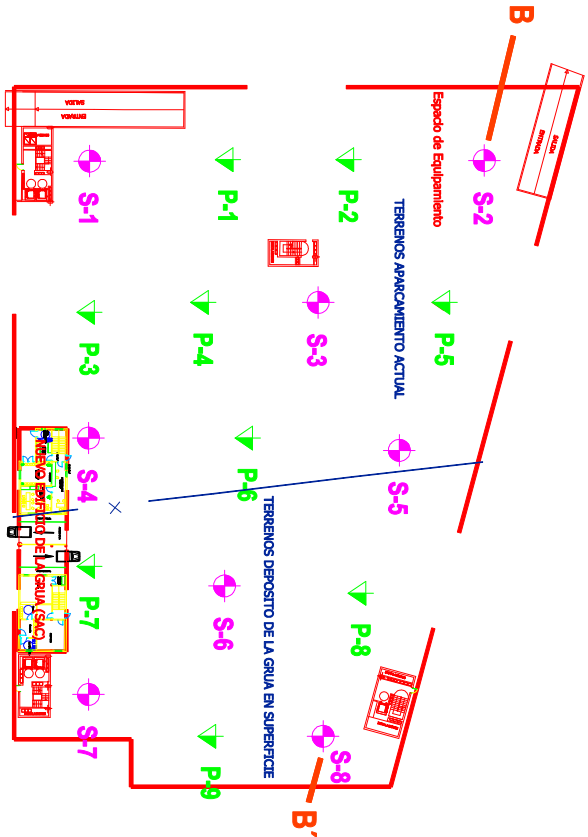 B
SALIDA
ENTRADA
SALIDA
ENTRADA
Espacio de Equipamiento
S-1
P-1
P-2
S-2
TERRENOS APARCAMIENTO ACTUAL
P-3
P-4
S-3
P-5
S-4
P-6
S-5
NUEVO EDIFICIO DE LA GRUA (SAC)
TERRENOS DEPOSITO DE LA GRUA EN SUPERFICIE
P-7
S-6
P-8
S-7
P-9
S-8
B'